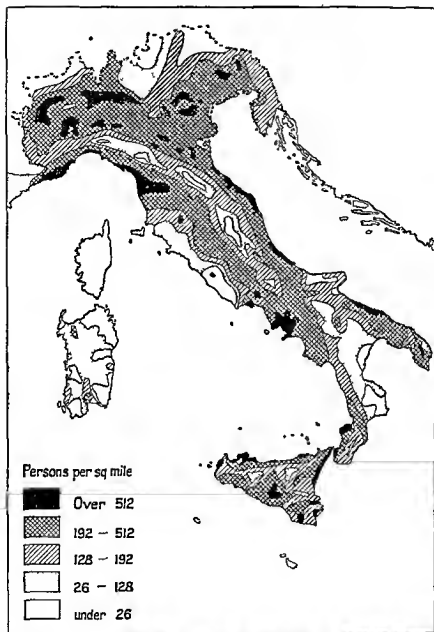 Persons per sq mile
Over 512
192 - 512
128 - 192
26 - 128
under 26